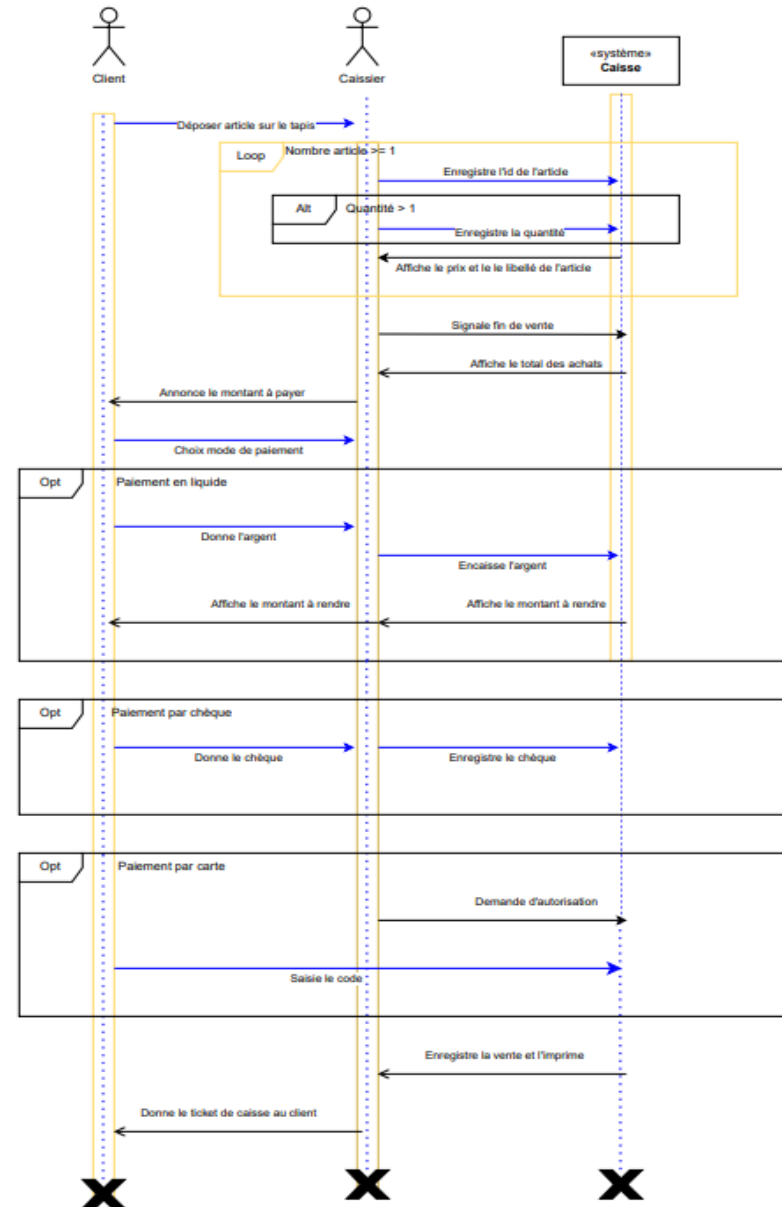 Client
Caissier
«système»
Caisse
Déposer article sur le tapis
Loop
Nombre article >= 1
Enregistre l'id de l'article
Alt
Quantité > 1
Enregistre la quantité
Affiche le prix et le le libellé de l'article
Signale fin de vente
Affiche le total des achats
Annonce le montant à payer
Choix mode de paiement
Opt
Paiement en liquide
Donne l'argent
Encaisse l'argent
Affiche le montant à rendre
Affiche le montant à rendre
Opt
Paiement par chèque
Donne le chèque
Enregistre le chèque
Opt
Paiement par carte
Demande d'autorisation
Saisie le code
Enregistre la vente et l'imprime
Donne le ticket de caisse au client